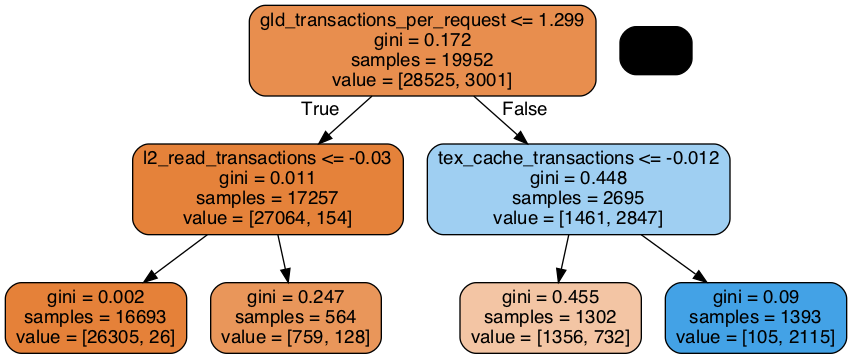 gld_transactions_per_request <= 1.299
gini = 0.172
samples = 19952
value = [28525, 3001]
True
False
l2_read_transactions <= -0.03
gini = 0.011
samples = 17257
value = [27064, 154]
tex_cache_transactions <= -0.012
gini = 0.448
samples = 2695
value = [1461, 2847]
gini = 0.002
samples = 16693
value = [26305, 26]
gini = 0.247
samples = 564
value = [759, 128]
gini = 0.455
samples = 1302
value = [1356, 732]
gini = 0.09
samples = 1393
value = [105, 2115]